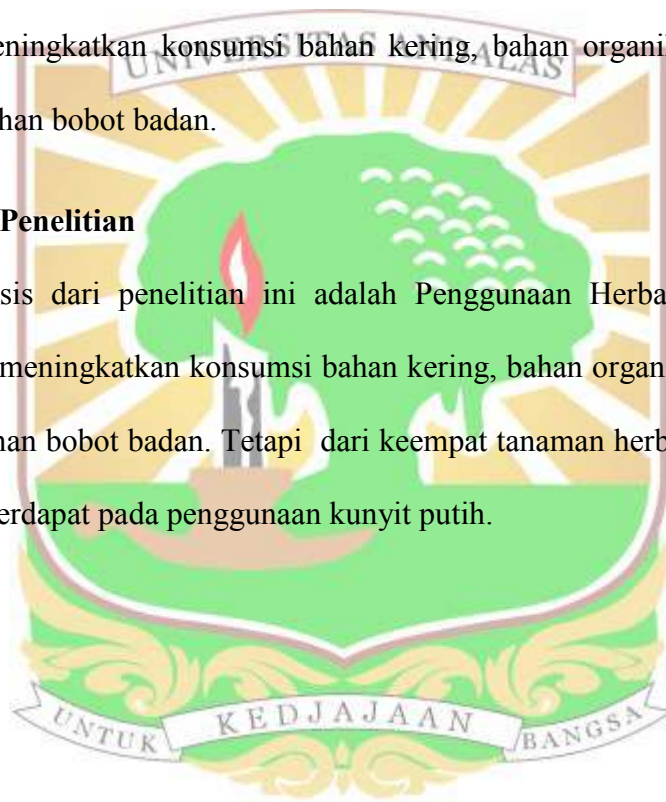 eningkatkan konsumsi bahan kering, bahan organi
UNIVERSITAS ANDALAS
han bobot badan.
Penelitian
sis dari penelitian ini adalah Penggunaan Herba
meningkatkan konsumsi bahan kering, bahan organ
han bobot badan. Tetapi dari keempat tanaman herb
erdapat pada penggunaan kunyit putih.
UNTUK KEDJAJAAN BANGSA